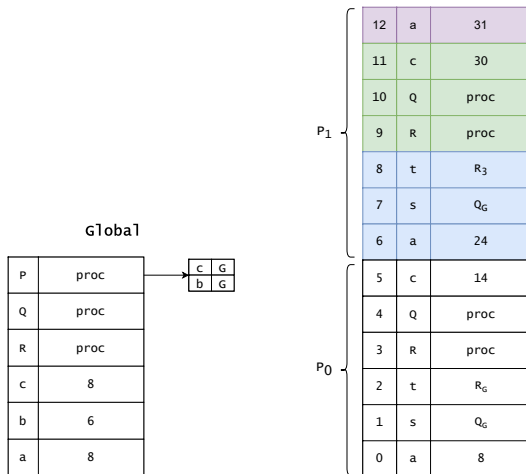 Global
P proc
Q proc
R proc
c 8
b 6
a 8
c G
b G
P1
P0
12 a 31
11 c 30
10 Q proc
9 R proc
8 t R3
7 s QG
6 a 24
5 c 14
4 Q proc
3 R proc
2 t RG
1 s QG
0 a 8